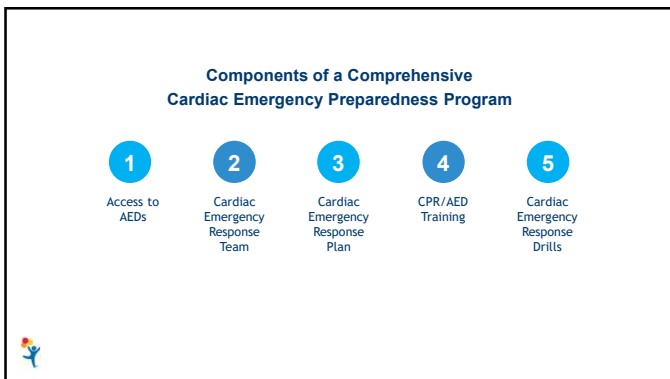 Components of a Comprehensive
Cardiac Emergency Preparedness Program
1
2
3
4
5
Access to
AEDs
Cardiac
Emergency
Response
Team
Cardiac
Emergency
Response
Plan
CPR/AED
Training
Cardiac
Emergency
Response
Drills